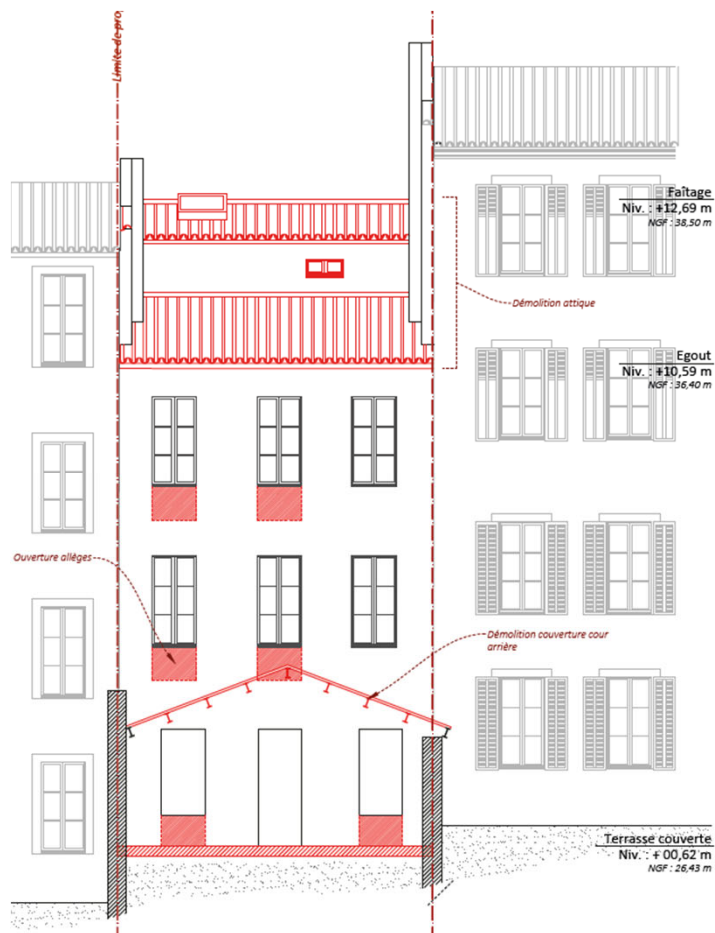 Limite de pro
Faîtage
Niv. : +12,69 m
NGF : 38,50 m
Démolition attique
Egout
Niv. : +10,59 m
NGF : 36,40 m
Ouverture allèges
Démolition couverture cour
arrière
Terrasse couverte
Niv. : + 00,62 m
NGF : 26,43 m